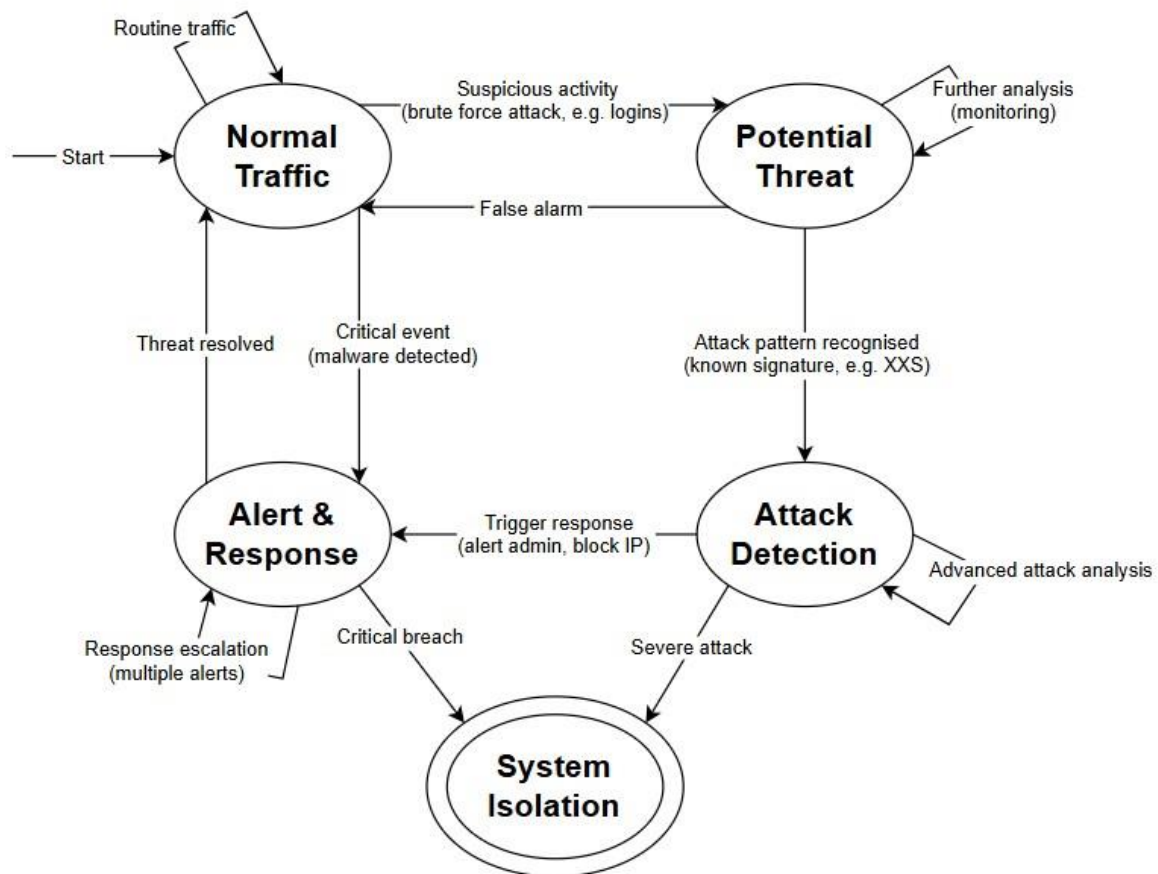 Routine traffic
Suspicious activity
(brute force attack, e.g. logins)
Further analysis
(monitoring)
Normal
Traffic
Potential
Threat
Start
False alarm
Threat resolved
Critical event
(malware detected)
Attack pattern recognised
(known signature, e.g. XXS)
Alert &
Response
Trigger response
(alert admin, block IP)
Attack
Detection
Advanced attack analysis
Response escalation
(multiple alerts)
Critical breach
Severe attack
System
Isolation